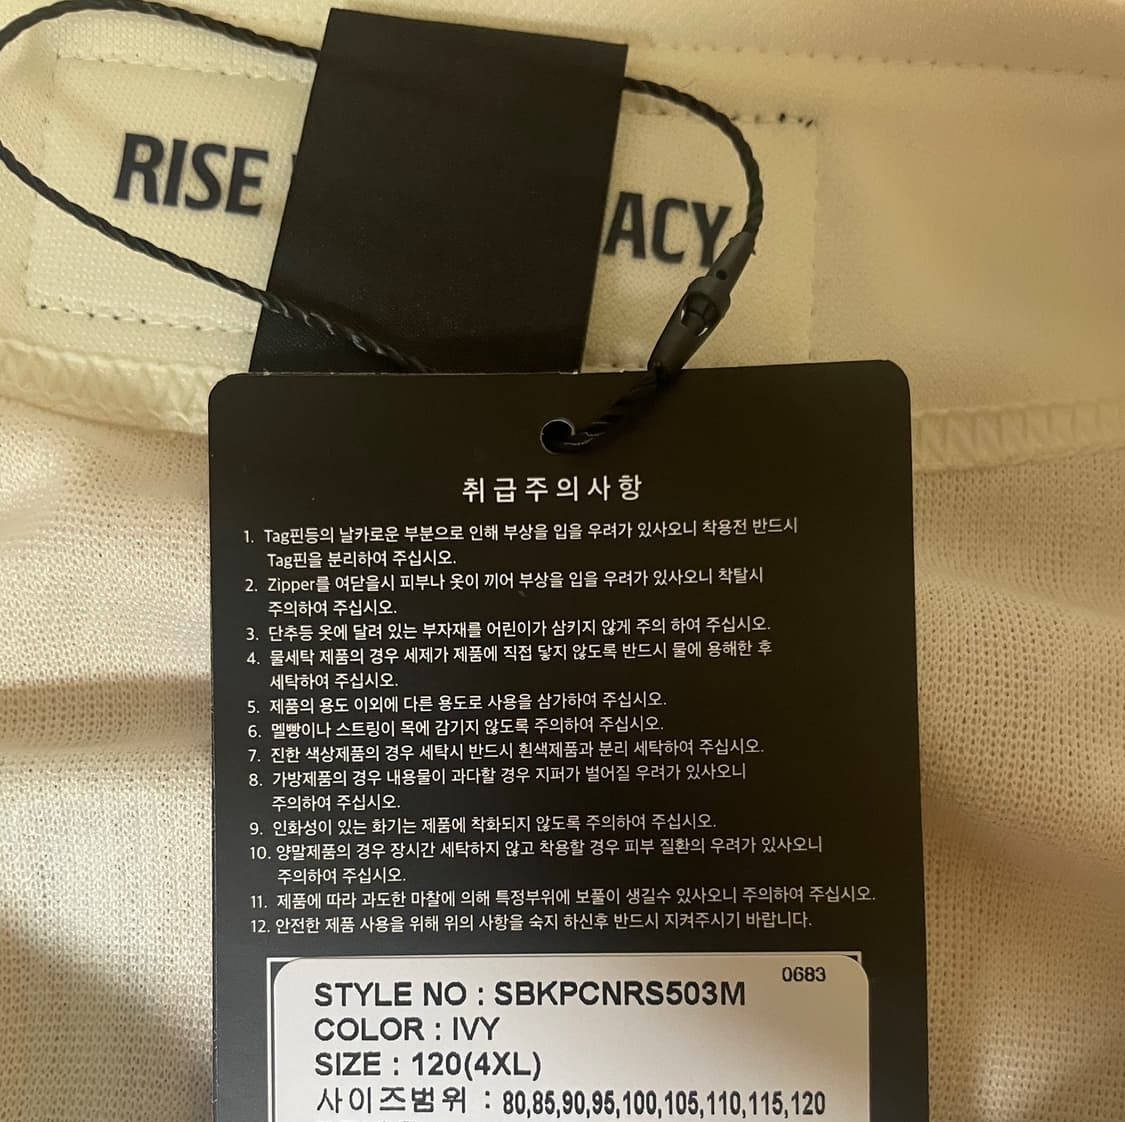 RISE
ACY
취급주의사항
1. Tag핀등의 날카로운 부분으로 인해 부상을 입을 우려가 있사오니 착용전 반드시
Tag핀을 분리하여 주십시오.
2. Zipper를 여닫을시 피부나 옷이 끼어 부상을 입을 우려가 있사오니 착탈시
주의하여 주십시오.
3. 단추등 옷에 달려 있는 부자재를 어린이가 삼키지 않게 주의 하여 주십시오.
4. 물세탁 제품의 경우 세제가 제품에 직접 닿지 않도록 반드시 물에 용해한 후
세탁하여 주십시오.
5. 제품의 용도 이외에 다른 용도로 사용을 삼가하여 주십시오.
6. 멜빵이나 스트링이 목에 감기지 않도록 주의하여 주십시오.
7. 진한 색상제품의 경우 세탁시 반드시 흰색제품과 분리 세탁하여 주십시오.
8. 가방제품의 경우 내용물이 과다할 경우 지퍼가 벌어질 우려가 있사오니
주의하여 주십시오.
9. 인화성이 있는 화기는 제품에 착화되지 않도록 주의하여 주십시오.
10. 양말제품의 경우 장시간 세탁하지 않고 착용할 경우 피부 질환의 우려가 있사오니
주의하여 주십시오.
11. 제품에 따라 과도한 마찰에 의해 특정부위에 보풀이 생길수 있사오니 주의하여 주십시오.
12. 안전한 제품 사용을 위해 위의 사항을 숙지 하신후 반드시 지켜주시기 바랍니다.
0683
STYLE NO : SBKPCNRS503M
COLOR : IVY
SIZE : 120(4XL)
사이즈범위 : 80,85,90,95,100,105,110,115,120